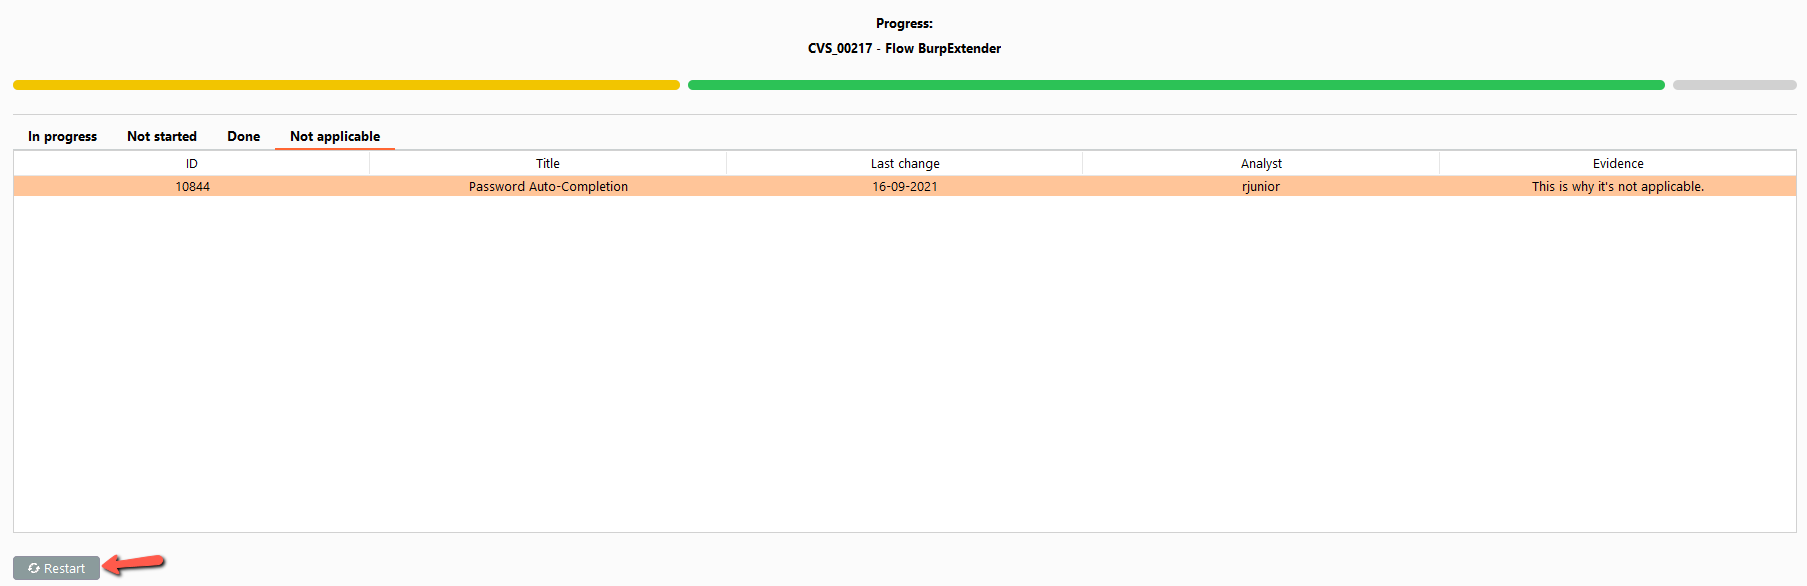 Progress:
CVS_00217 - Flow BurpExtender
In progress Not started Done Not applicable
ID Title Last change Analyst Evidence
10844 Password Auto-Completion 16-09-2021 rjunior This is why it's not applicable.
Restart